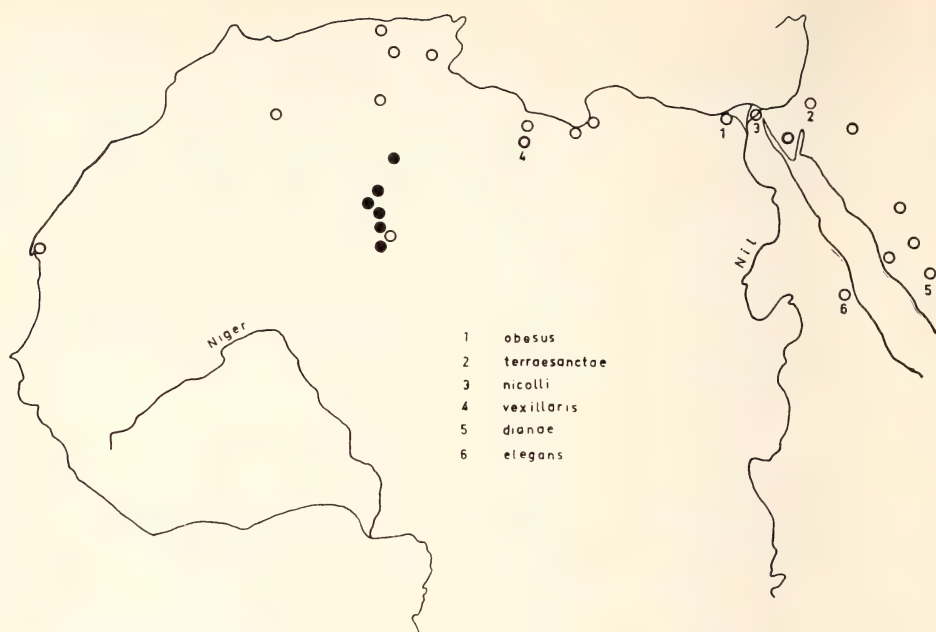 1
3
2
4
Nil
5
6
Niger
1 obesus
2 terraesanctae
3 nicolli
4 vexillaris
5 dianae
6 elegans